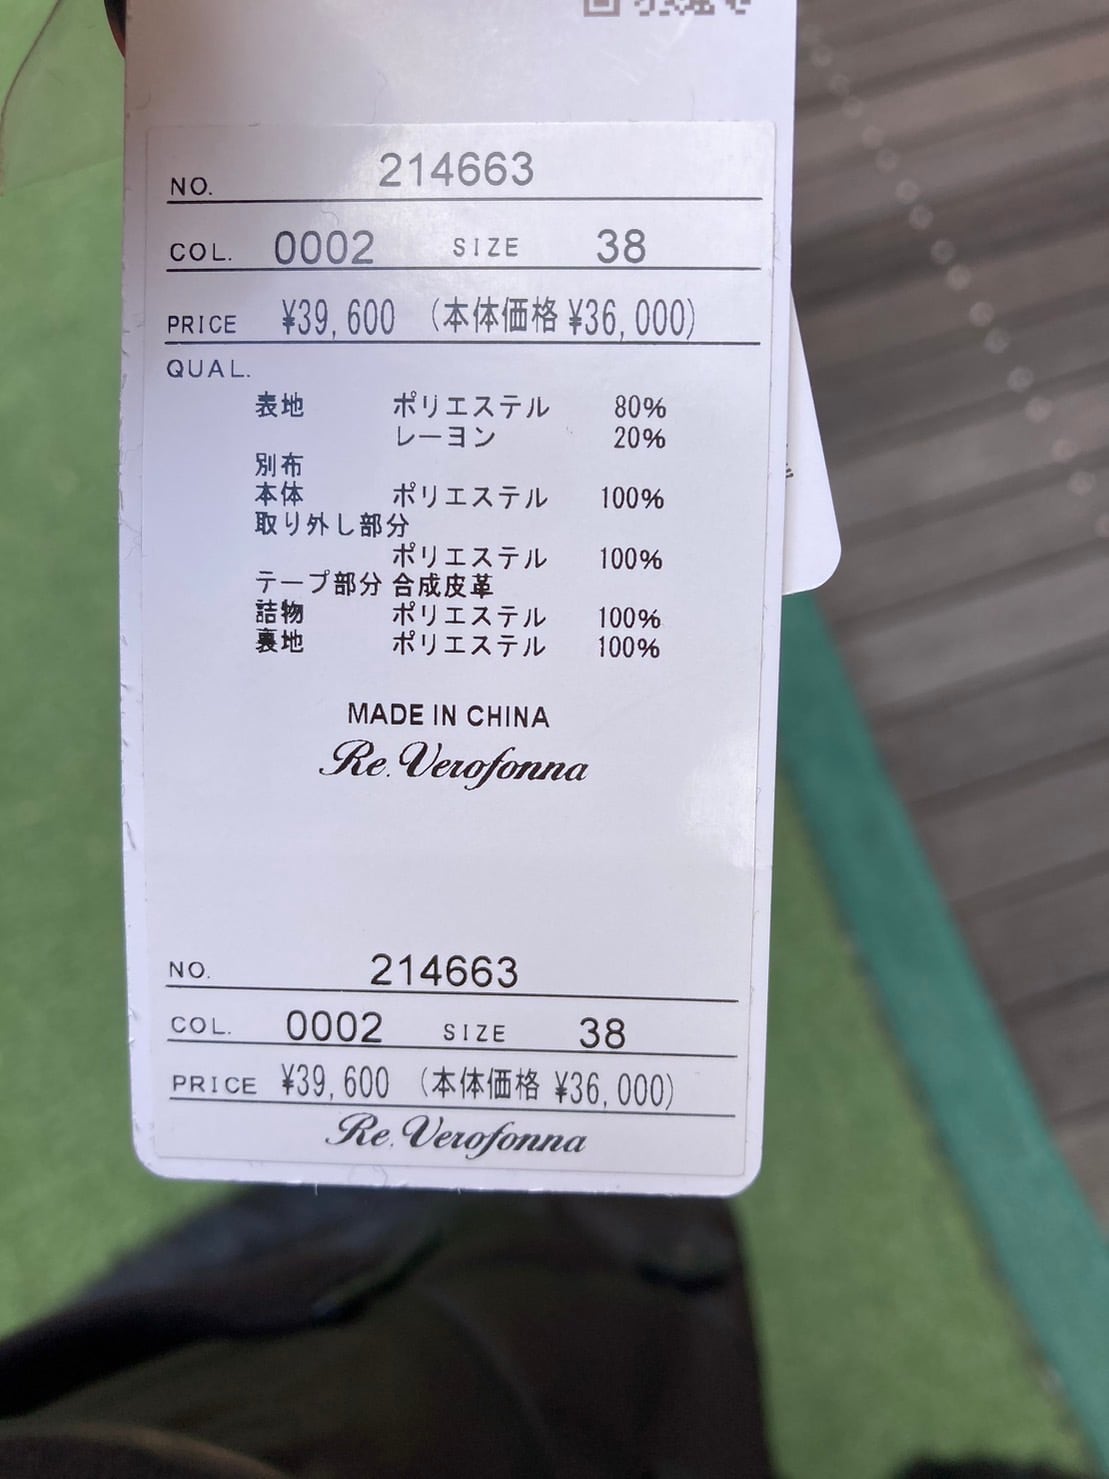 NO. 214663
COL. 0002 SIZE 38
PRICE ¥39,600 (本体価格 ¥36,000)
QUAL.
表地 ポリエステル 80%
レーヨン 20%
別布
本体 ポリエステル 100%
取り外し部分
ポリエステル 100%
テープ部分 合成皮革
詰物 ポリエステル 100%
裏地 ポリエステル 100%
MADE IN CHINA
Re.Verofonna
NO. 214663
COL. 0002 SIZE 38
PRICE ¥39,600 (本体価格 ¥36,000)
Re.Verofonna